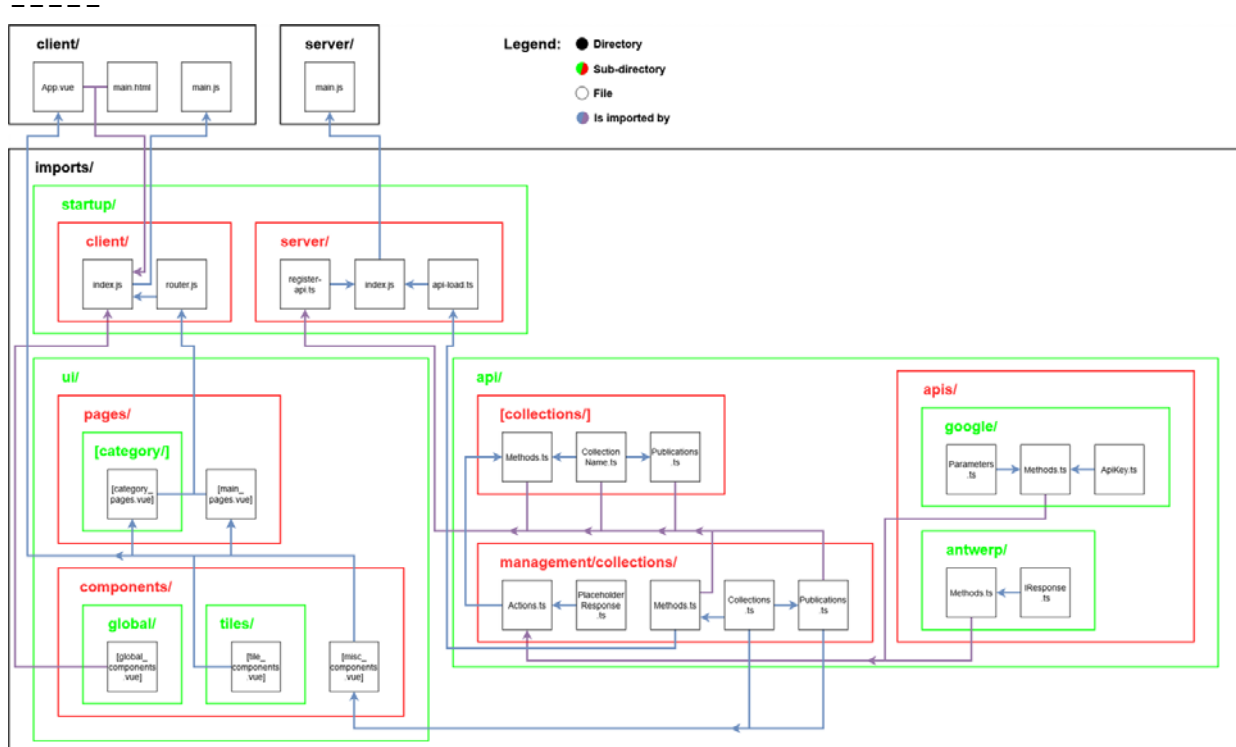 client/
server/
Legend:
Directory
Sub-directory
File
Is imported by
App.vue
main.html
main.js
main.js
imports/
startup/
client/
index.js
router.js
server/
register-
api.ts
index.js
api-load.ts
ui/
pages/
[category/]
[category_
pages.vue]
[main_
pages.vue]
components/
global/
[global_
components
.vue]
tiles/
[tile_
components
.vue]
[misc_
components
.vue]
api/
[collections/]
Methods.ts
Collection
Name.ts
Publications
.ts
management/collections/
Actions.ts
Placeholder
Response.ts
Methods.ts
Collections
.ts
Publications
.ts
apis/
google/
Parameters
.ts
Methods.ts
ApiKey.ts
antwerp/
Methods.ts
IResponse
.ts